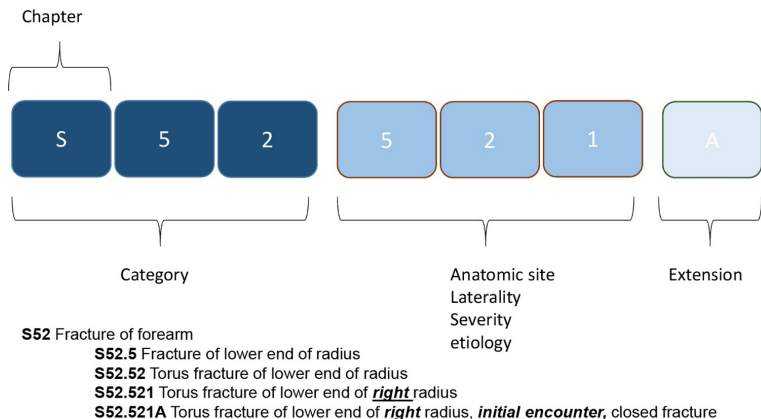 Chapter
S 5 2 5 2 1 A
Category
Anatomic site
Laterality
Severity
etiology
Extension
S52 Fracture of forearm
S52.5 Fracture of lower end of radius
S52.52 Torus fracture of lower end of radius
S52.521 Torus fracture of lower end of right radius
S52.521A Torus fracture of lower end of right radius, initial encounter, closed fracture